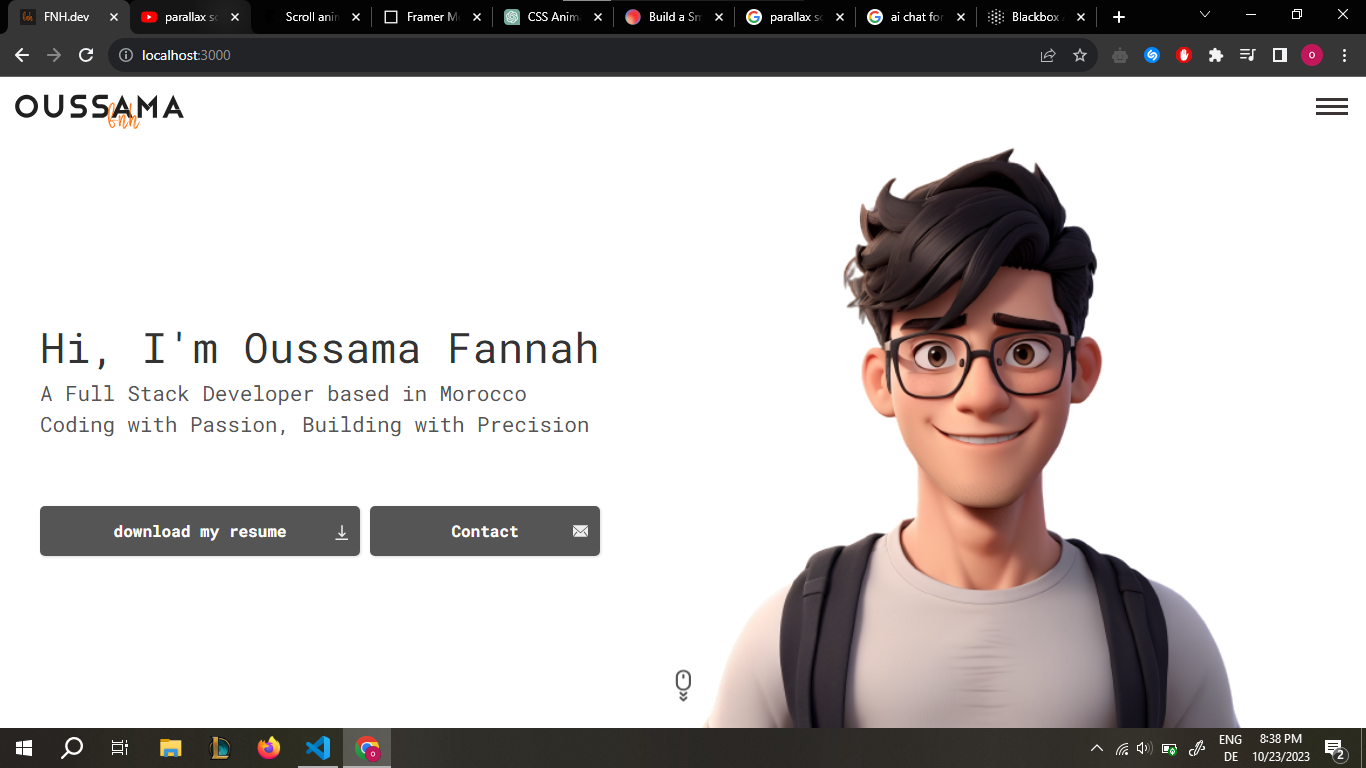 FNH.dev
parallax sc
Scroll anim
Framer Mo
CSS Anima
Build a Sm
parallax sc
ai chat for
Blackbox A
localhost:3000
OUSSAMA
fnh
Hi, I'm Oussama Fannah
A Full Stack Developer based in Morocco
Coding with Passion, Building with Precision
download my resume
Contact
ENG
DE
8:38 PM
10/23/2023
2